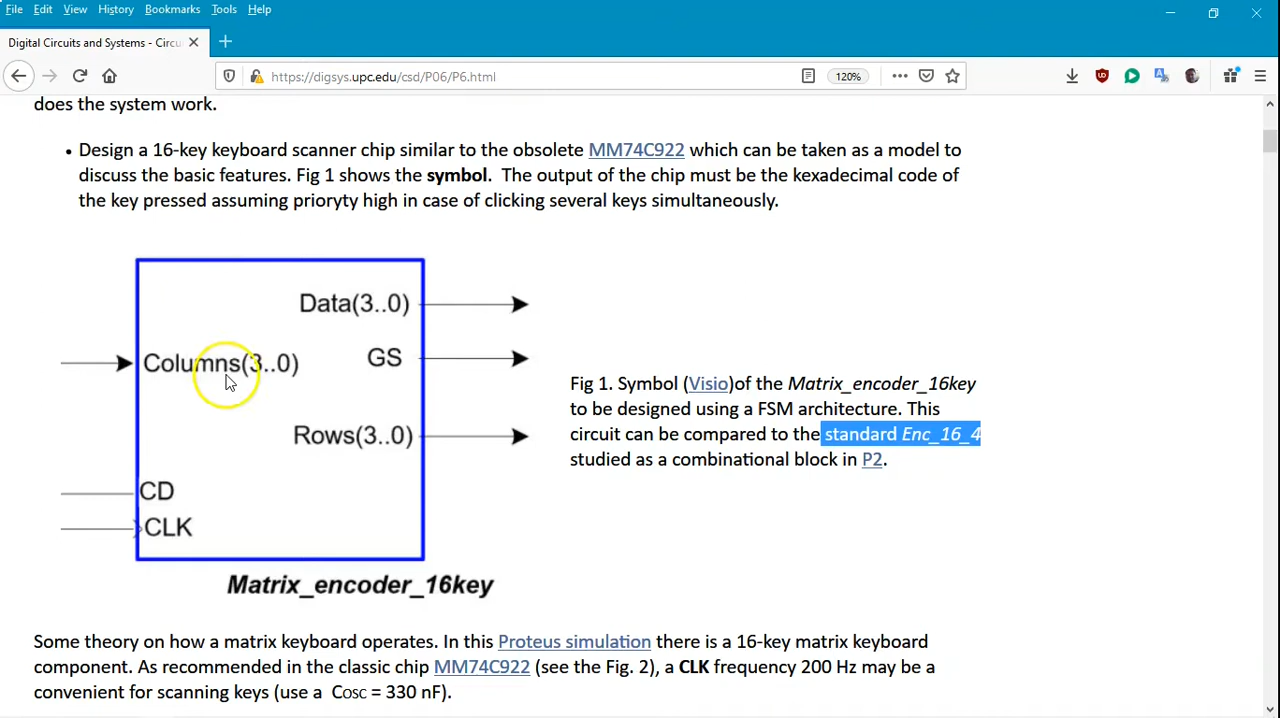 File Edit View History Bookmarks Tools Help
Digital Circuits and Systems - Circu
https://digsys.upc.edu/csd/P06/P6.html 120%
does the system work.
• Design a 16-key keyboard scanner chip similar to the obsolete MM74C922 which can be taken as a model to
discuss the basic features. Fig 1 shows the symbol. The output of the chip must be the kexadecimal code of
the key pressed assuming prioryty high in case of clicking several keys simultaneously.
Data(3..0)
Columns(3..0) GS
Rows(3..0)
CD
CLK
Matrix_encoder_16key
Fig 1. Symbol (Visio)of the Matrix_encoder_16key
to be designed using a FSM architecture. This
circuit can be compared to the standard Enc_16_4
studied as a combinational block in P2.
Some theory on how a matrix keyboard operates. In this Proteus simulation there is a 16-key matrix keyboard
component. As recommended in the classic chip MM74C922 (see the Fig. 2), a CLK frequency 200 Hz may be a
convenient for scanning keys (use a Cosc = 330 nF).